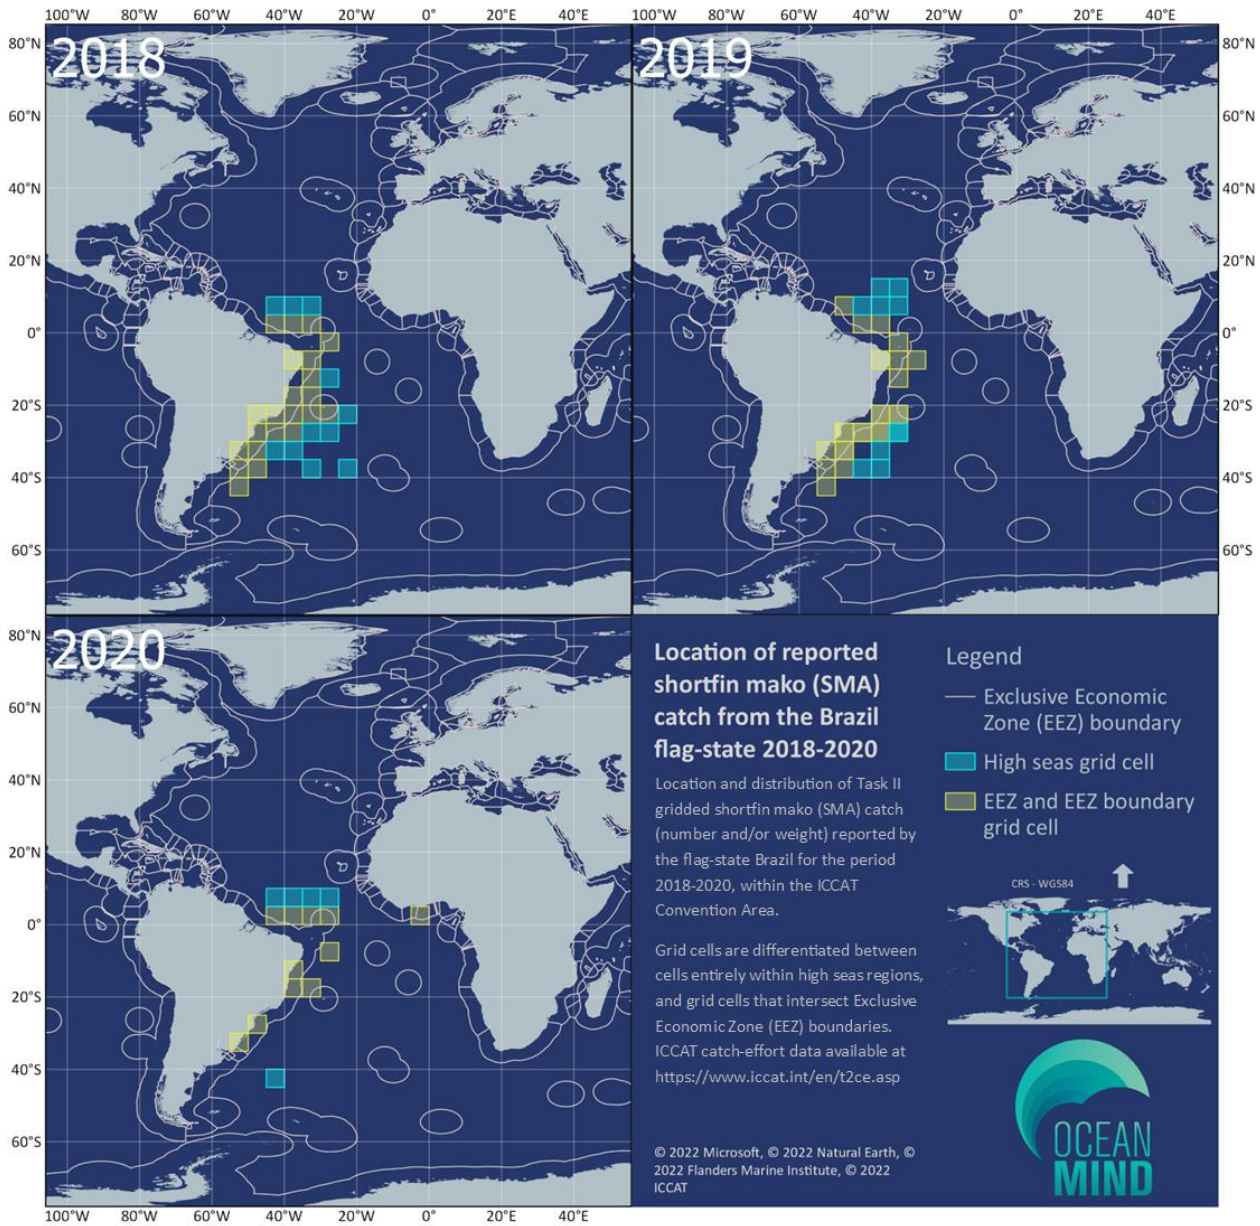 100°W 80°W 60°W 40°W 20°W 0° 20°E 40°E
100°W 80°W 60°W 40°W 20°W 0° 20°E 40°E
2018
2019
80°N
60°N
40°N
20°N
0°
20°S
40°S
60°S
80°N
60°N
40°N
20°N
0°
20°S
40°S
60°S
2020
80°N
60°N
40°N
20°N
0°
20°S
40°S
60°S
100°W 80°W 60°W 40°W 20°W 0° 20°E 40°E
Location of reported
shortfin mako (SMA)
catch from the Brazil
flag-state 2018-2020
Location and distribution of Task II
gridded shortfin mako (SMA) catch
(number and/or weight) reported by
the flag-state Brazil for the period
2018-2020, within the ICCAT
Convention Area.
Grid cells are differentiated between
cells entirely within high seas regions,
and grid cells that intersect Exclusive
Economic Zone (EEZ) boundaries.
ICCAT catch-effort data available at
https://www.iccat.int/en/t2ce.asp
© 2022 Microsoft, © 2022 Natural Earth, ©
2022 Flanders Marine Institute, © 2022
ICCAT
Legend
Exclusive Economic
Zone (EEZ) boundary
High seas grid cell
EEZ and EEZ boundary
grid cell
CRS - WGS84
OCEAN
MIND